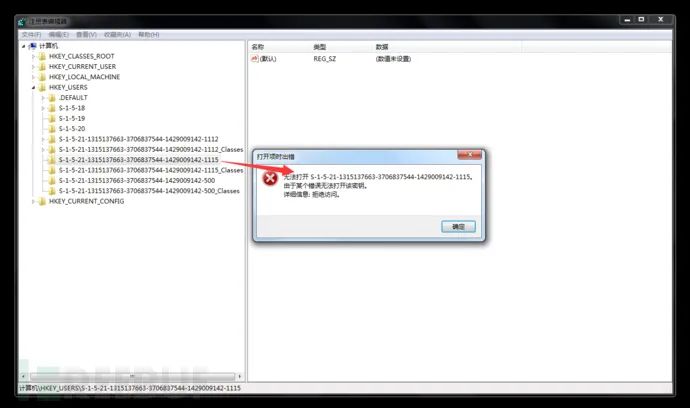 注册表编辑器
文件(F) 编辑(E) 查看(V) 收藏夹(A) 帮助(H)
计算机
HKEY_CLASSES_ROOT
HKEY_CURRENT_USER
HKEY_LOCAL_MACHINE
HKEY_USERS
.DEFAULT
S-1-5-18
S-1-5-19
S-1-5-20
S-1-5-21-1315137663-3706837544-1429009142-1112
S-1-5-21-1315137663-3706837544-1429009142-1112_Classes
S-1-5-21-1315137663-3706837544-1429009142-1115
S-1-5-21-1315137663-3706837544-1429009142-1115_Classes
S-1-5-21-1315137663-3706837544-1429009142-500
S-1-5-21-1315137663-3706837544-1429009142-500_Classes
HKEY_CURRENT_CONFIG
名称 类型 数据
(默认) REG_SZ (数值未设置)
打开项时出错
无法打开 S-1-5-21-1315137663-3706837544-1429009142-1115。
由于某个错误无法打开该密钥。
详细信息: 拒绝访问。
确定
REEBUF
计算机\HKEY_USERS\S-1-5-21-1315137663-3706837544-1429009142-1115